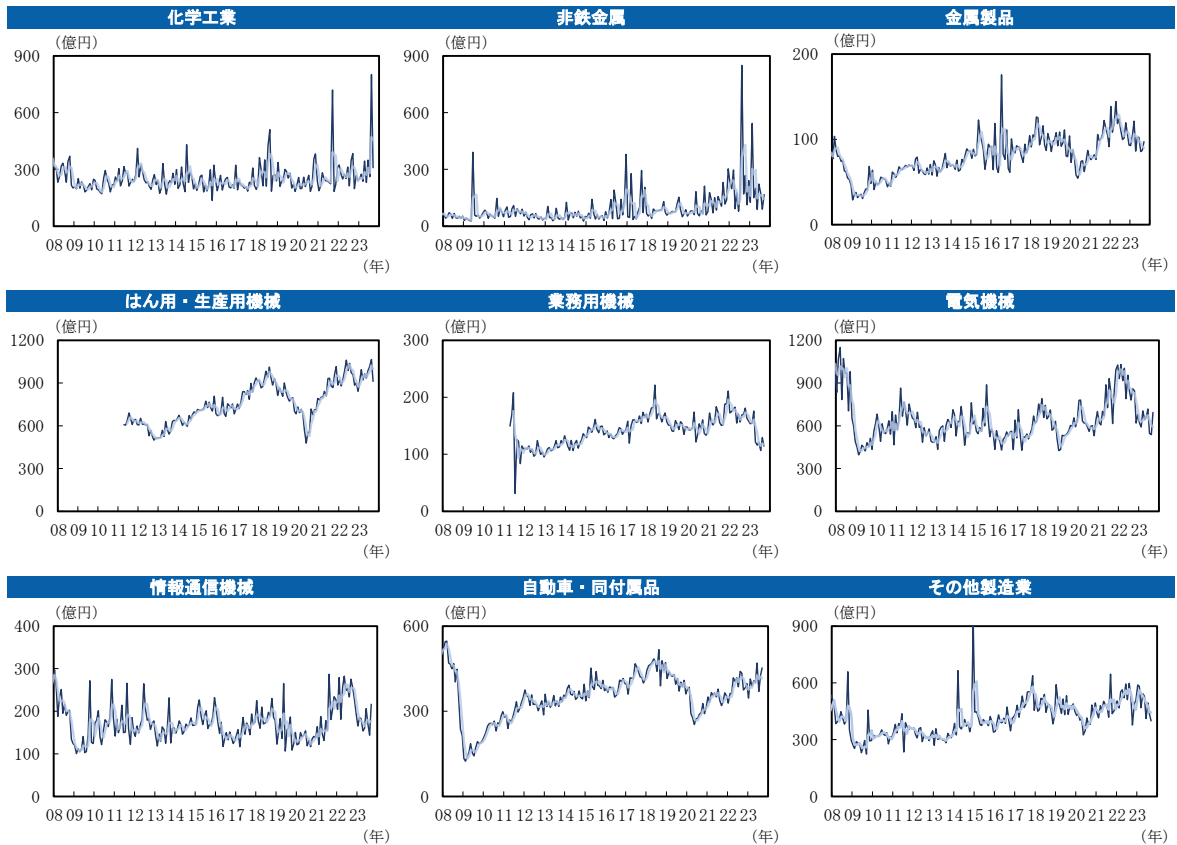 化学工業 非鉄金属 金属製品
（億円） （億円） （億円）
900 900 200
600 600
300 300 100
0 0 0
08 09 10 11 12 13 14 15 16 17 18 19 20 21 22 23 08 09 10 11 12 13 14 15 16 17 18 19 20 21 22 23 08 09 10 11 12 13 14 15 16 17 18 19 20 21 22 23
（年） （年） （年）
はん用・生産用機械 業務用機械 電気機械
（億円） （億円） （億円）
1200 300 1200
900 200 900
600 600
300 100 300
0 0 0
08 09 10 11 12 13 14 15 16 17 18 19 20 21 22 23 08 09 10 11 12 13 14 15 16 17 18 19 20 21 22 23 08 09 10 11 12 13 14 15 16 17 18 19 20 21 22 23
（年） （年） （年）
情報通信機械 自動車・同付属品 その他製造業
（億円） （億円） （億円）
400 600 900
300 600
200 300
100 300
0 0 0
08 09 10 11 12 13 14 15 16 17 18 19 20 21 22 23 08 09 10 11 12 13 14 15 16 17 18 19 20 21 22 23 08 09 10 11 12 13 14 15 16 17 18 19 20 21 22 23
（年） （年） （年）